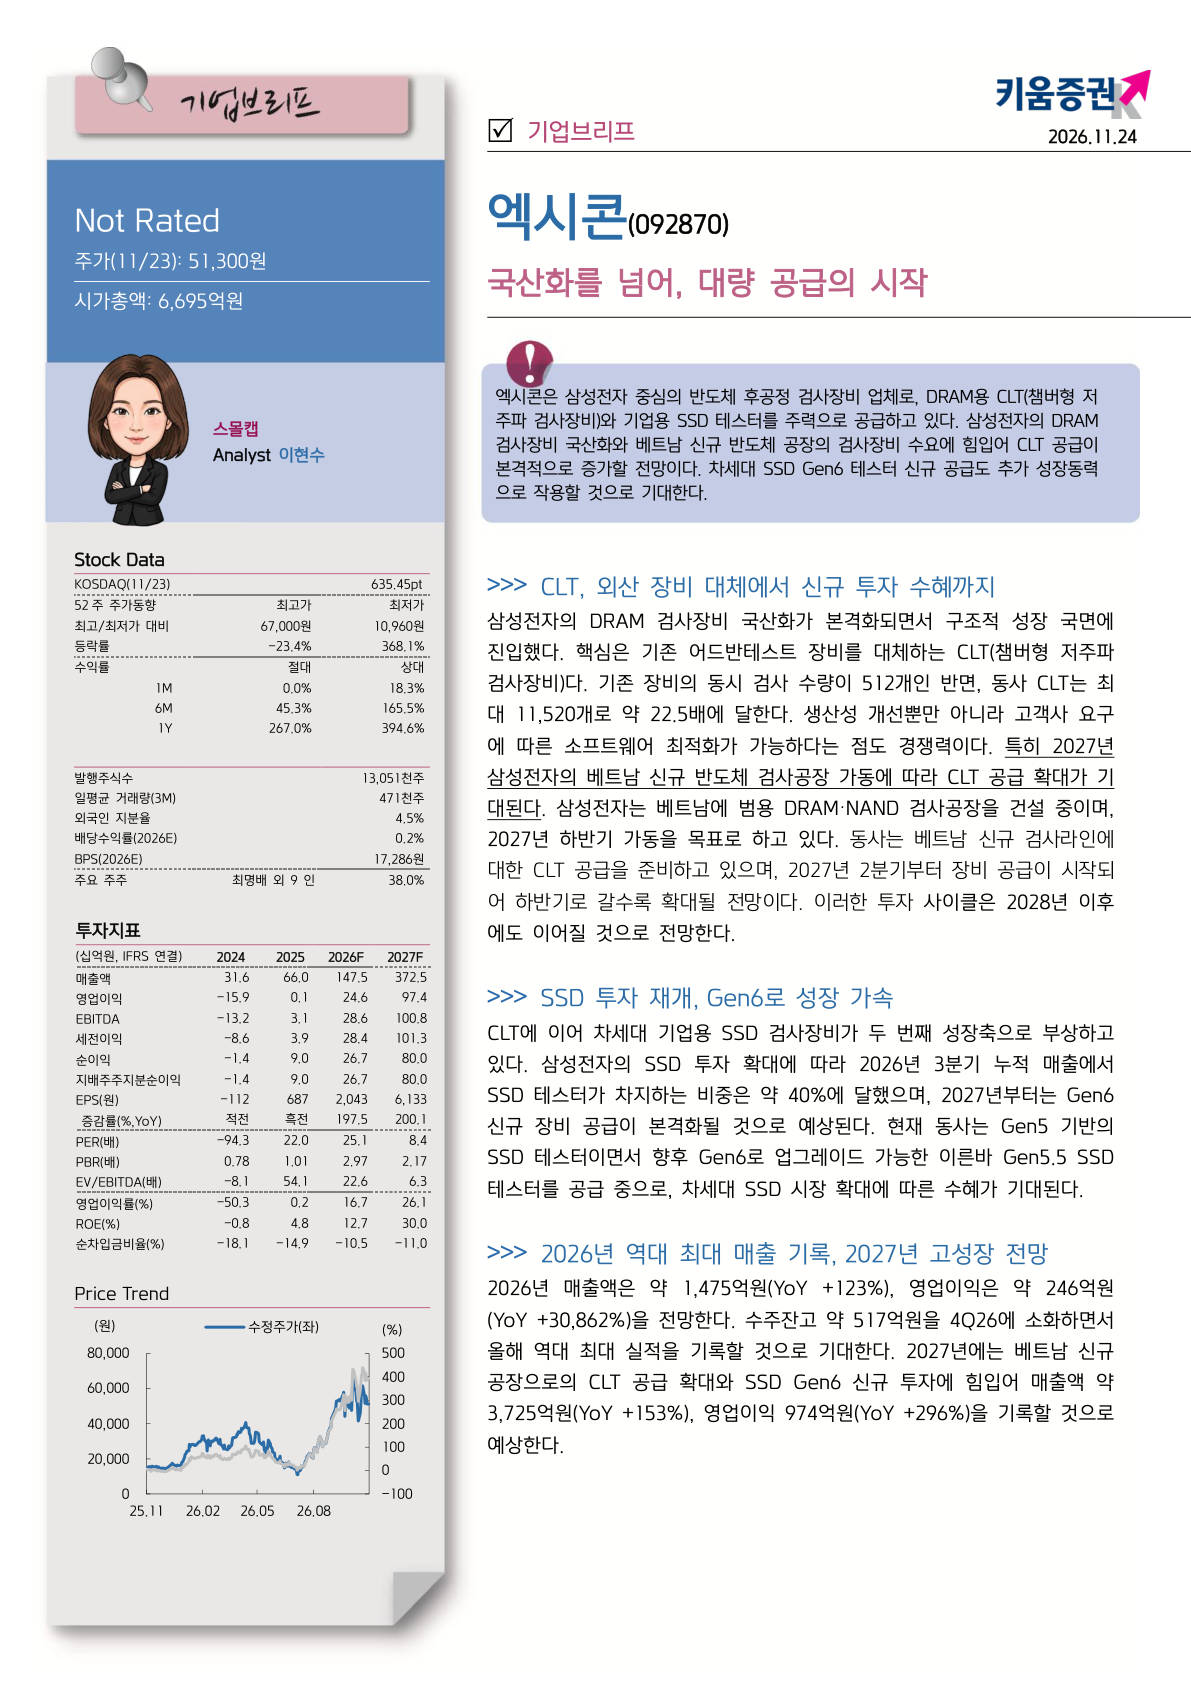 기업브리프
키움증권
☑ 기업브리프
2026.11.24
Not Rated
주가(11/23): 51,300원
시가총액: 6,695억원
스몰캡
Analyst 이현수
Stock Data
KOSDAQ(11/23) 635.45pt
52주 주가동향 최고가 최저가
최고/최저가 대비 67,000원 10,960원
등락률 -23.4% 368.1%
수익률 절대 상대
1M 0.0% 18.3%
6M 45.3% 165.5%
1Y 267.0% 394.6%
발행주식수 13,051천주
일평균 거래량(3M) 471천주
외국인 지분율 4.5%
배당수익률(2026E) 0.2%
BPS(2026E) 17,286원
주요 주주 최명배 외 9 인 38.0%
투자지표
(십억원, IFRS 연결) 2024 2025 2026F 2027F
매출액 31.6 66.0 147.5 372.5
영업이익 -15.9 0.1 24.6 97.4
EBITDA -13.2 3.1 28.6 100.8
세전이익 -8.6 3.9 28.4 101.3
순이익 -1.4 9.0 26.7 80.0
지배주주지분순이익 -1.4 9.0 26.7 80.0
EPS(원) -112 687 2,043 6,133
증감률(%,YoY) 적전 흑전 197.5 200.1
PER(배) -94.3 22.0 25.1 8.4
PBR(배) 0.78 1.01 2.97 2.17
EV/EBITDA(배) -8.1 54.1 22.6 6.3
영업이익률(%) -50.3 0.2 16.7 26.1
ROE(%) -0.8 4.8 12.7 30.0
순차입금비율(%) -18.1 -14.9 -10.5 -11.0
Price Trend
(원) 수정주가(좌) (%)
80,000 500
400
60,000 300
40,000 200
100
20,000 0
0 -100
25.11 26.02 26.05 26.08
엑시콘(092870)
국산화를 넘어, 대량 공급의 시작
엑시콘은 삼성전자 중심의 반도체 후공정 검사장비 업체로, DRAM용 CLT(챔버형 저
주파 검사장비)와 기업용 SSD 테스터를 주력으로 공급하고 있다. 삼성전자의 DRAM
검사장비 국산화와 베트남 신규 반도체 공장의 검사장비 수요에 힘입어 CLT 공급이
본격적으로 증가할 전망이다. 차세대 SSD Gen6 테스터 신규 공급도 추가 성장동력
으로 작용할 것으로 기대한다.
>>> CLT, 외산 장비 대체에서 신규 투자 수혜까지
삼성전자의 DRAM 검사장비 국산화가 본격화되면서 구조적 성장 국면에
진입했다. 핵심은 기존 어드반테스트 장비를 대체하는 CLT(챔버형 저주파
검사장비)다. 기존 장비의 동시 검사 수량이 512개인 반면, 동사 CLT는 최
대 11,520개로 약 22.5배에 달한다. 생산성 개선뿐만 아니라 고객사 요구
에 따른 소프트웨어 최적화가 가능하다는 점도 경쟁력이다. 특히 2027년
삼성전자의 베트남 신규 반도체 검사공장 가동에 따라 CLT 공급 확대가 기
대된다. 삼성전자는 베트남에 범용 DRAM·NAND 검사공장을 건설 중이며,
2027년 하반기 가동을 목표로 하고 있다. 동사는 베트남 신규 검사라인에
대한 CLT 공급을 준비하고 있으며, 2027년 2분기부터 장비 공급이 시작되
어 하반기로 갈수록 확대될 전망이다. 이러한 투자 사이클은 2028년 이후
에도 이어질 것으로 전망한다.
>>> SSD 투자 재개, Gen6로 성장 가속
CLT에 이어 차세대 기업용 SSD 검사장비가 두 번째 성장축으로 부상하고
있다. 삼성전자의 SSD 투자 확대에 따라 2026년 3분기 누적 매출에서
SSD 테스터가 차지하는 비중은 약 40%에 달했으며, 2027년부터는 Gen6
신규 장비 공급이 본격화될 것으로 예상된다. 현재 동사는 Gen5 기반의
SSD 테스터이면서 향후 Gen6로 업그레이드 가능한 이른바 Gen5.5 SSD
테스터를 공급 중으로, 차세대 SSD 시장 확대에 따른 수혜가 기대된다.
>>> 2026년 역대 최대 매출 기록, 2027년 고성장 전망
2026년 매출액은 약 1,475억원(YoY +123%), 영업이익은 약 246억원
(YoY +30,862%)을 전망한다. 수주잔고 약 517억원을 4Q26에 소화하면서
올해 역대 최대 실적을 기록할 것으로 기대한다. 2027년에는 베트남 신규
공장으로의 CLT 공급 확대와 SSD Gen6 신규 투자에 힘입어 매출액 약
3,725억원(YoY +153%), 영업이익 974억원(YoY +296%)을 기록할 것으로
예상한다.